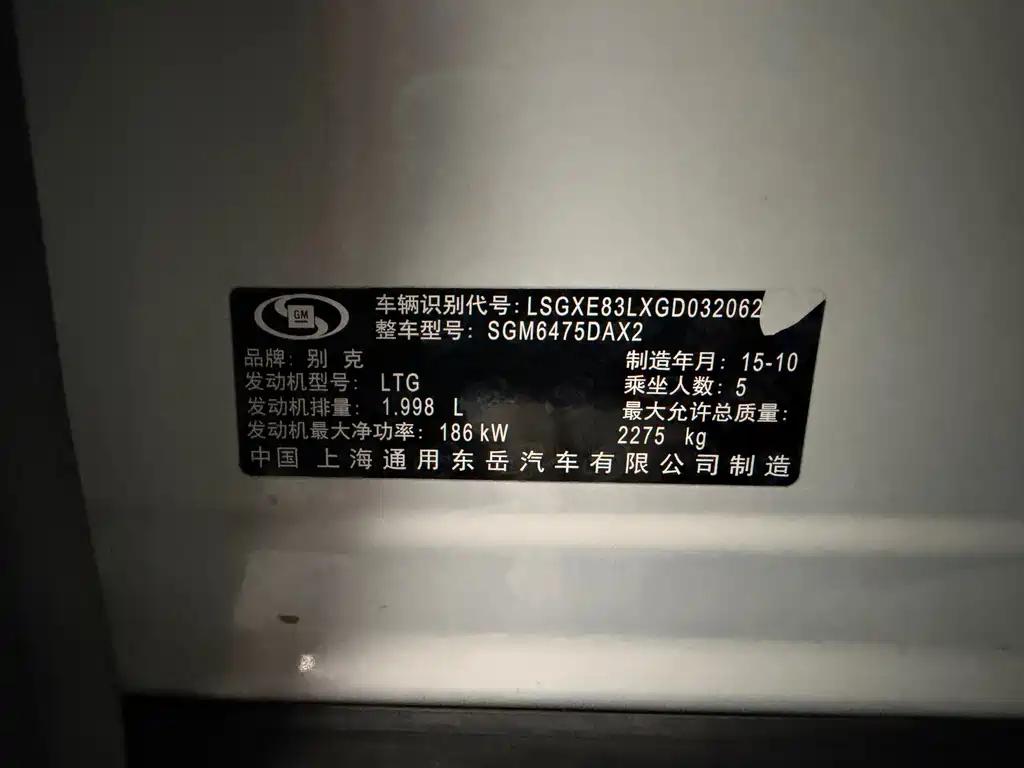 GM
车辆识别代号: LSGXE83LXGD032062
整车型号: SGM6475DAX2
品牌: 别 克
制造年月: 15-10
发动机型号: LTG
乘坐人数: 5
发动机排量: 1.998 L
最大允许总质量:
发动机最大净功率: 186 kW
2275 kg
中国 上海通用东岳汽车有限公司制造